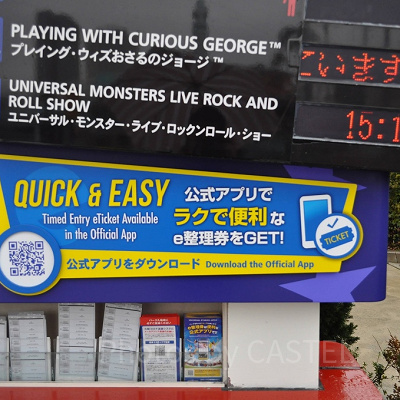 PLAYING WITH CURIOUS GEORGE™
プレイング・ウィズおさるのジョージ™
ています
UNIVERSAL MONSTERS LIVE ROCK AND
ROLL SHOW
ユニバーサル・モンスター・ライブ・ロックンロール・ショー
15:1
QUICK & EASY
Timed Entry eTicket Available
in the Official App
公式アプリで
ラクで便利な
e整理券をGET!
TICKET
公式アプリをダウンロード Download the Official App